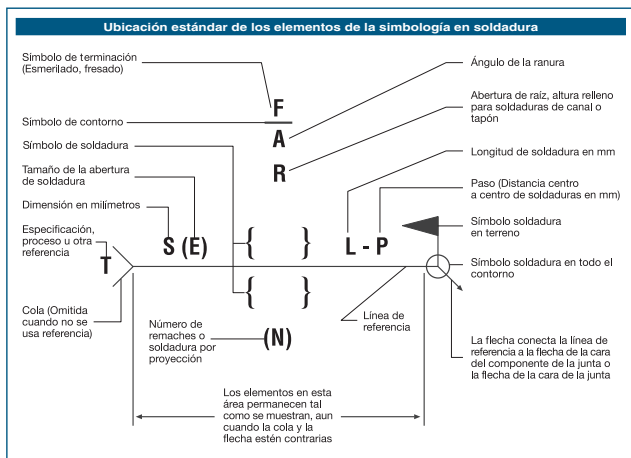 Ubicación estándar de los elementos de la simbología en soldadura
Símbolo de terminación
(Esmerilado, fresado)
Simbolo de contorno
Símbolo de soldadura
Tamaño de la abertura
de soldadura
Dimensión en milímetros
Especificación,
proceso u otra
referencia
Cola (Omitida
cuando no se
usa referencia)
F
A
R
S (E)
{ }
L - P
T
{ }
(N)
Número de
remaches o
soldadura por
proyección
Línea de
referencia
Los elementos en esta
área permanecen tal
como se muestran, aun
cuando la cola y la
flecha estén contrarias
Ángulo de la ranura
Abertura de raíz, altura relleno
para soldaduras de canal o
tapón
Longitud de soldadura en mm
Paso (Distancia centro
a centro de soldaduras en mm)
Símbolo soldadura
en terreno
Símbolo soldadura en todo el
contorno
La flecha conecta la línea de
referencia a la flecha de la cara
del componente de la junta o
la flecha de la cara de la junta